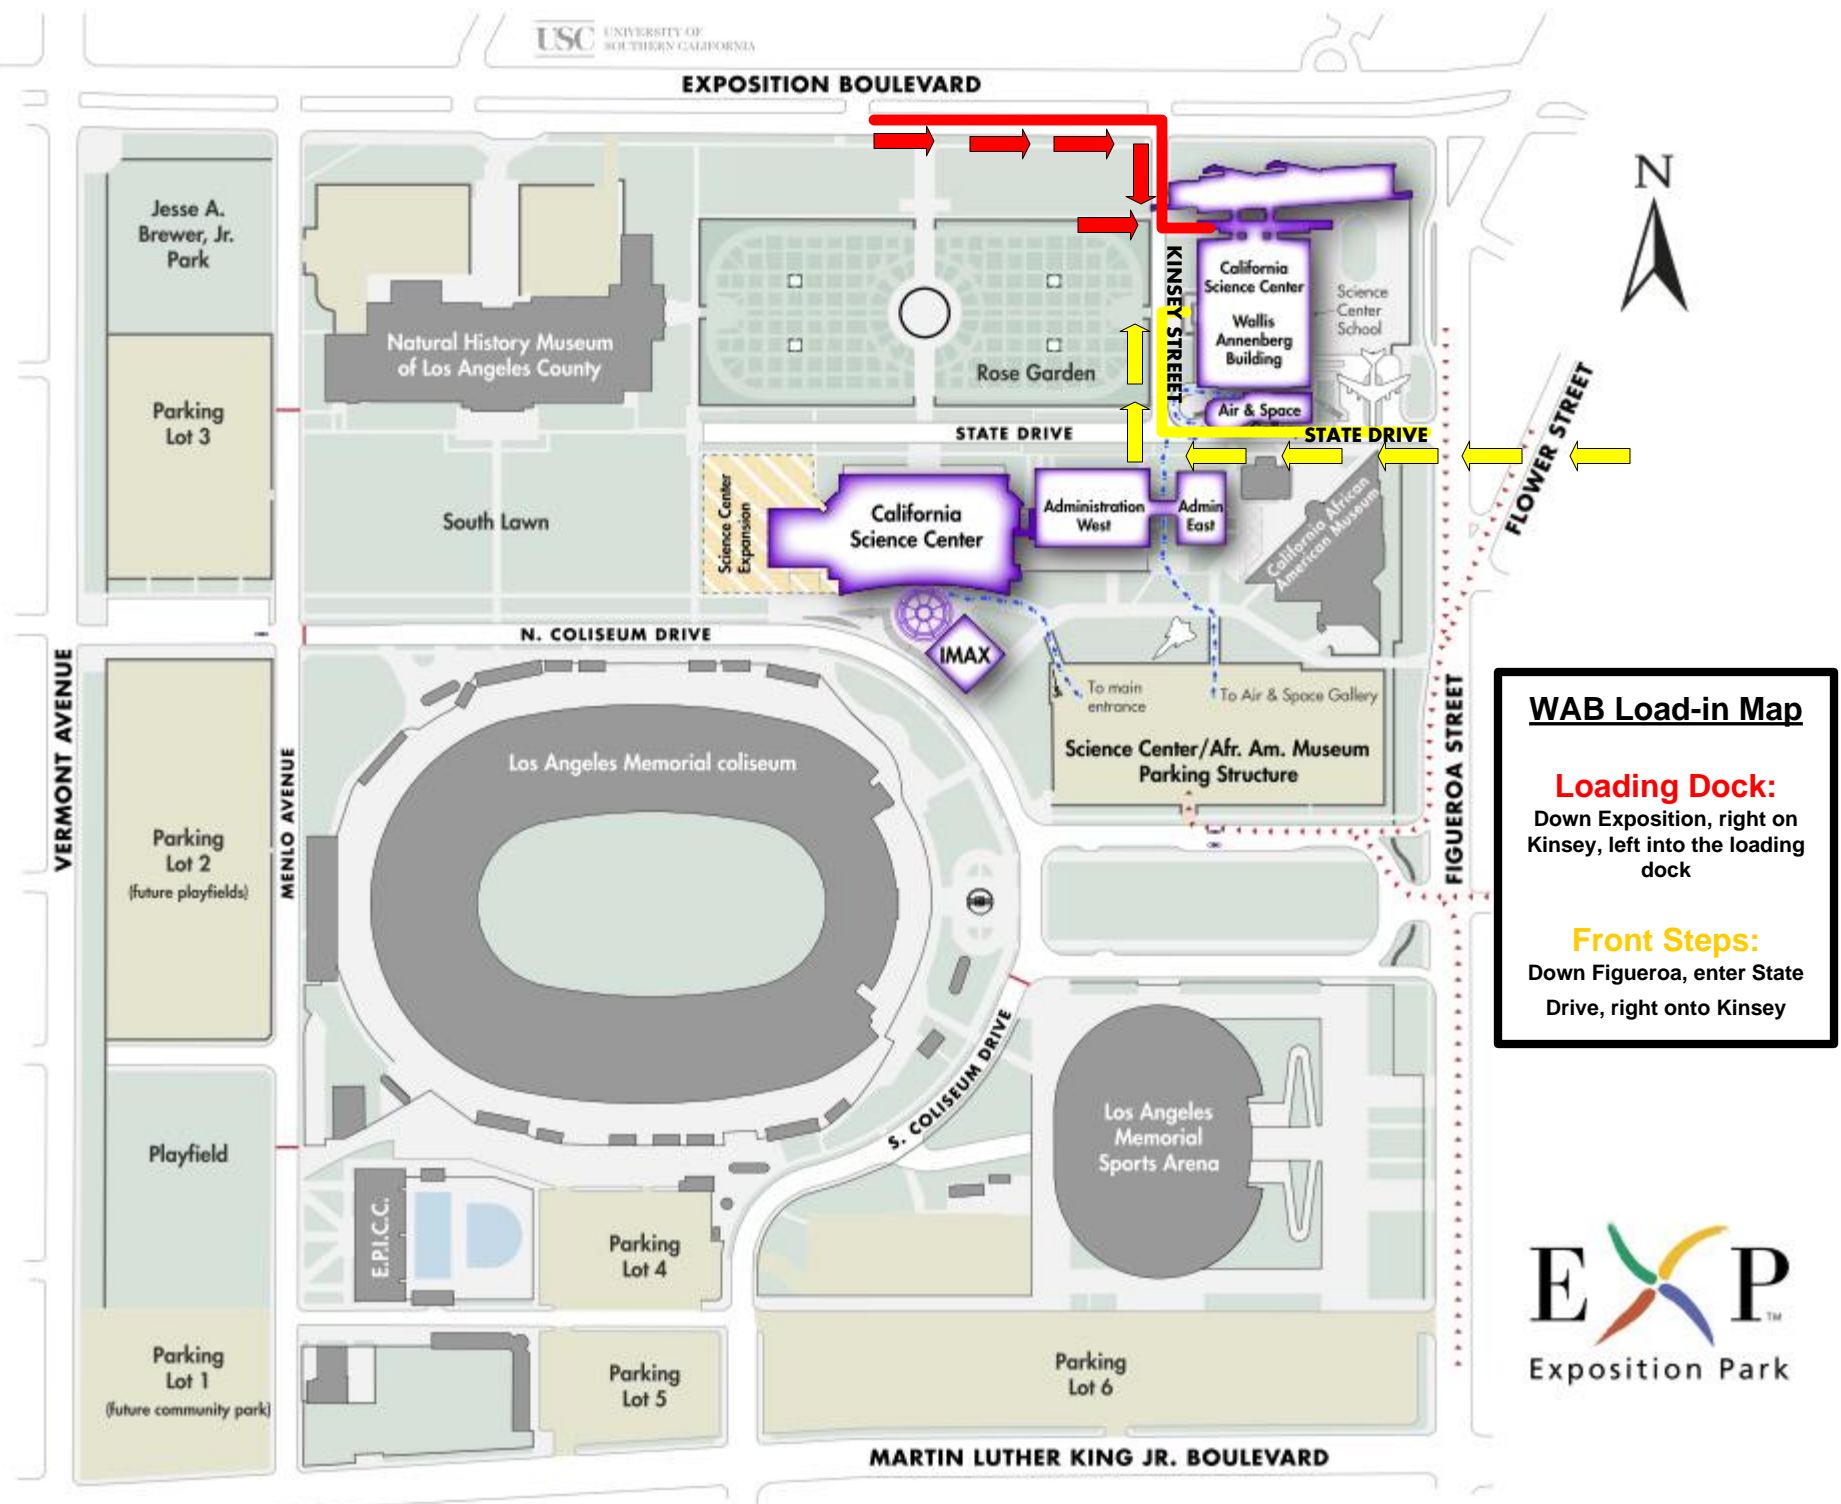 USC UNIVERSITY OF
SOUTHERN CALIFORNIA
EXPOSITION BOULEVARD
N
Jesse A.
Brewer, Jr.
Park
Natural History Museum
of Los Angeles County
Rose Garden
KINSEY STREEET
California
Science Center
Wallis
Annenberg
Building
Science
Center
School
Air & Space
Parking
Lot 3
STATE DRIVE
STATE DRIVE
FLOWER STREET
South Lawn
Science Center
Expansion
California
Science Center
Administration
West
Admin
East
California African
American Museum
N. COLISEUM DRIVE
IMAX
To main
entrance
To Air & Space Gallery
Science Center/Afr. Am. Museum
Parking Structure
VERMONT AVENUE
MENLO AVENUE
FIGUEROA STREET
Los Angeles Memorial coliseum
Parking
Lot 2
(future playfields)
WAB Load-in Map
Loading Dock:
Down Exposition, right on
Kinsey, left into the loading
dock
Front Steps:
Down Figueroa, enter State
Drive, right onto Kinsey
S. COLISEUM DRIVE
Los Angeles
Memorial
Sports Arena
Playfield
E.P.I.C.C.
Parking
Lot 4
Parking
Lot 1
(future community park)
Parking
Lot 5
Parking
Lot 6
EXP™
Exposition Park
MARTIN LUTHER KING JR. BOULEVARD